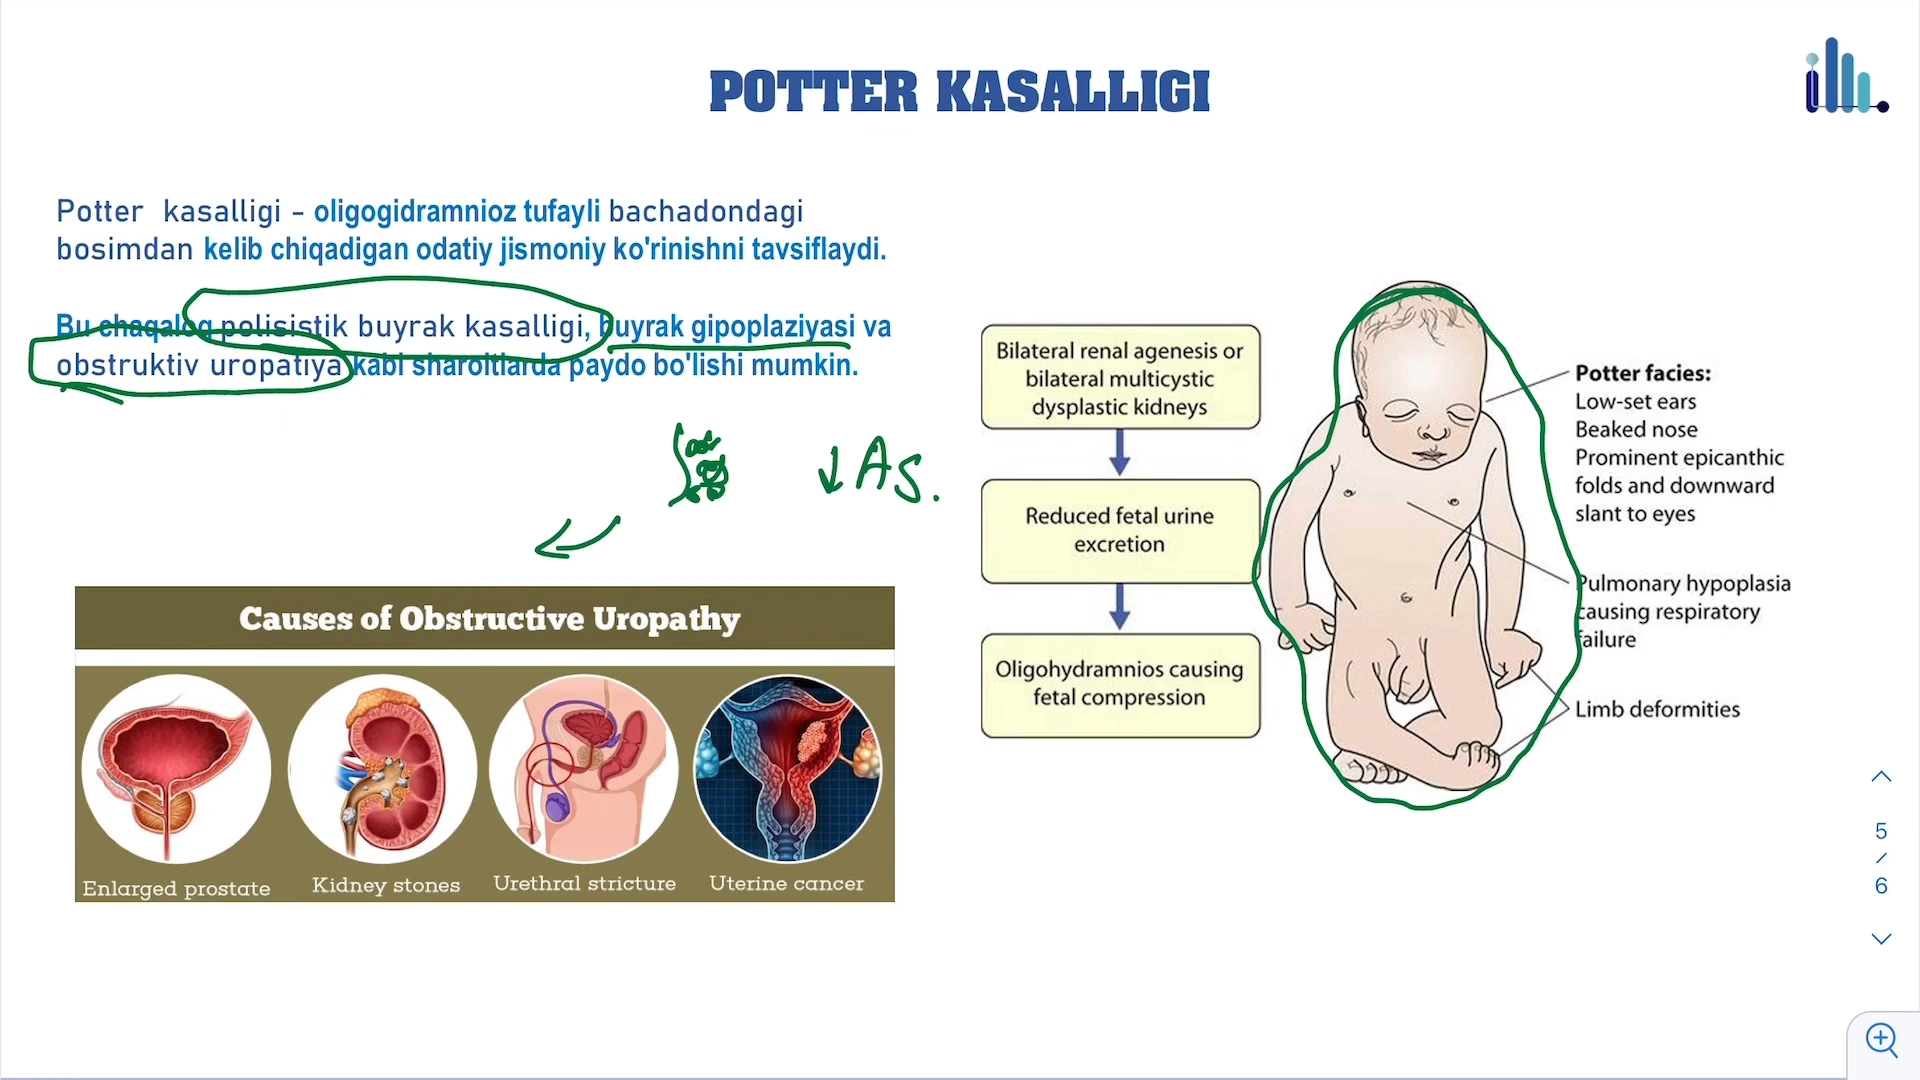 POTTER KASALLIGI
Potter kasalligi - oligogidramnioz tufayli bachadondagi
bosimdan kelib chiqadigan odatiy jismoniy ko'rinishni tavsiflaydi.
Bu chaqaloq polisistik buyrak kasalligi, buyrak gipoplaziyasi va
obstruktiv uropatiya kabi sharoitlarda paydo bo'lishi mumkin.
↓ AS.
Causes of Obstructive Uropathy
Enlarged prostate
Kidney stones
Urethral stricture
Uterine cancer
Bilateral renal agenesis or
bilateral multicystic
dysplastic kidneys
Reduced fetal urine
excretion
Oligohydramnios causing
fetal compression
Potter facies:
Low-set ears
Beaked nose
Prominent epicanthic
folds and downward
slant to eyes
Pulmonary hypoplasia
causing respiratory
failure
Limb deformities
5
/
6